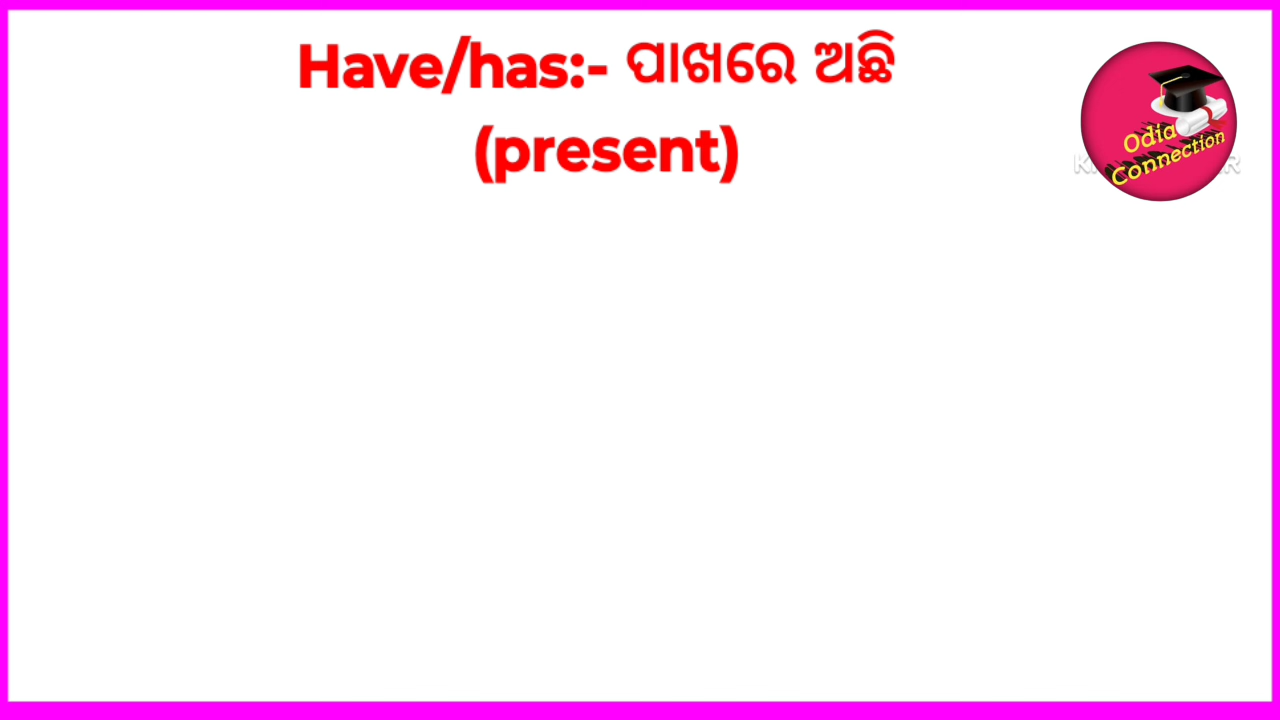 Have/has:- ପାଖରେ ଅଛି
(present)
Odia
Connection